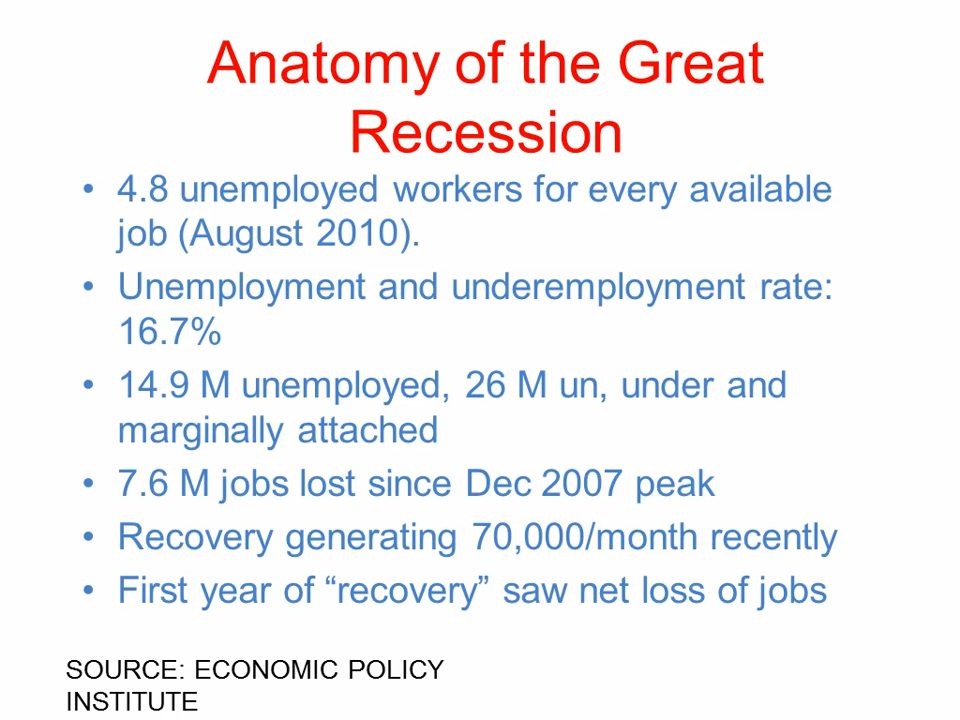 Anatomy of the Great
Recession
• 4.8 unemployed workers for every available
job (August 2010).
• Unemployment and underemployment rate:
16.7%
• 14.9 M unemployed, 26 M un, under and
marginally attached
• 7.6 M jobs lost since Dec 2007 peak
• Recovery generating 70,000/month recently
• First year of “recovery” saw net loss of jobs
SOURCE: ECONOMIC POLICY
INSTITUTE